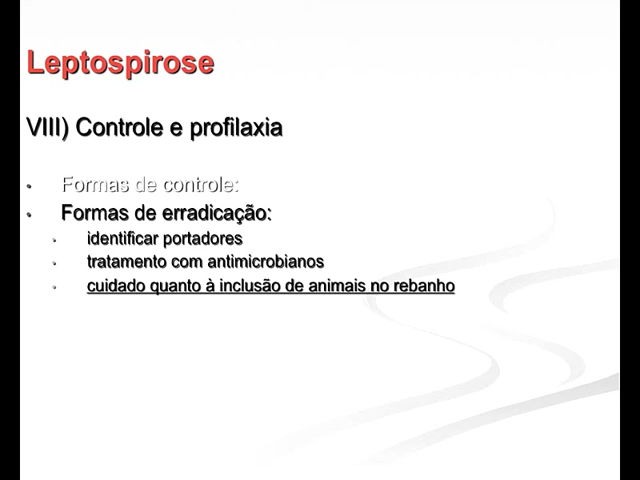 Leptospirose
VIII) Controle e profilaxia
• Formas de controle:
• Formas de erradicação:
• identificar portadores
• tratamento com antimicrobianos
• cuidado quanto à inclusão de animais no rebanho